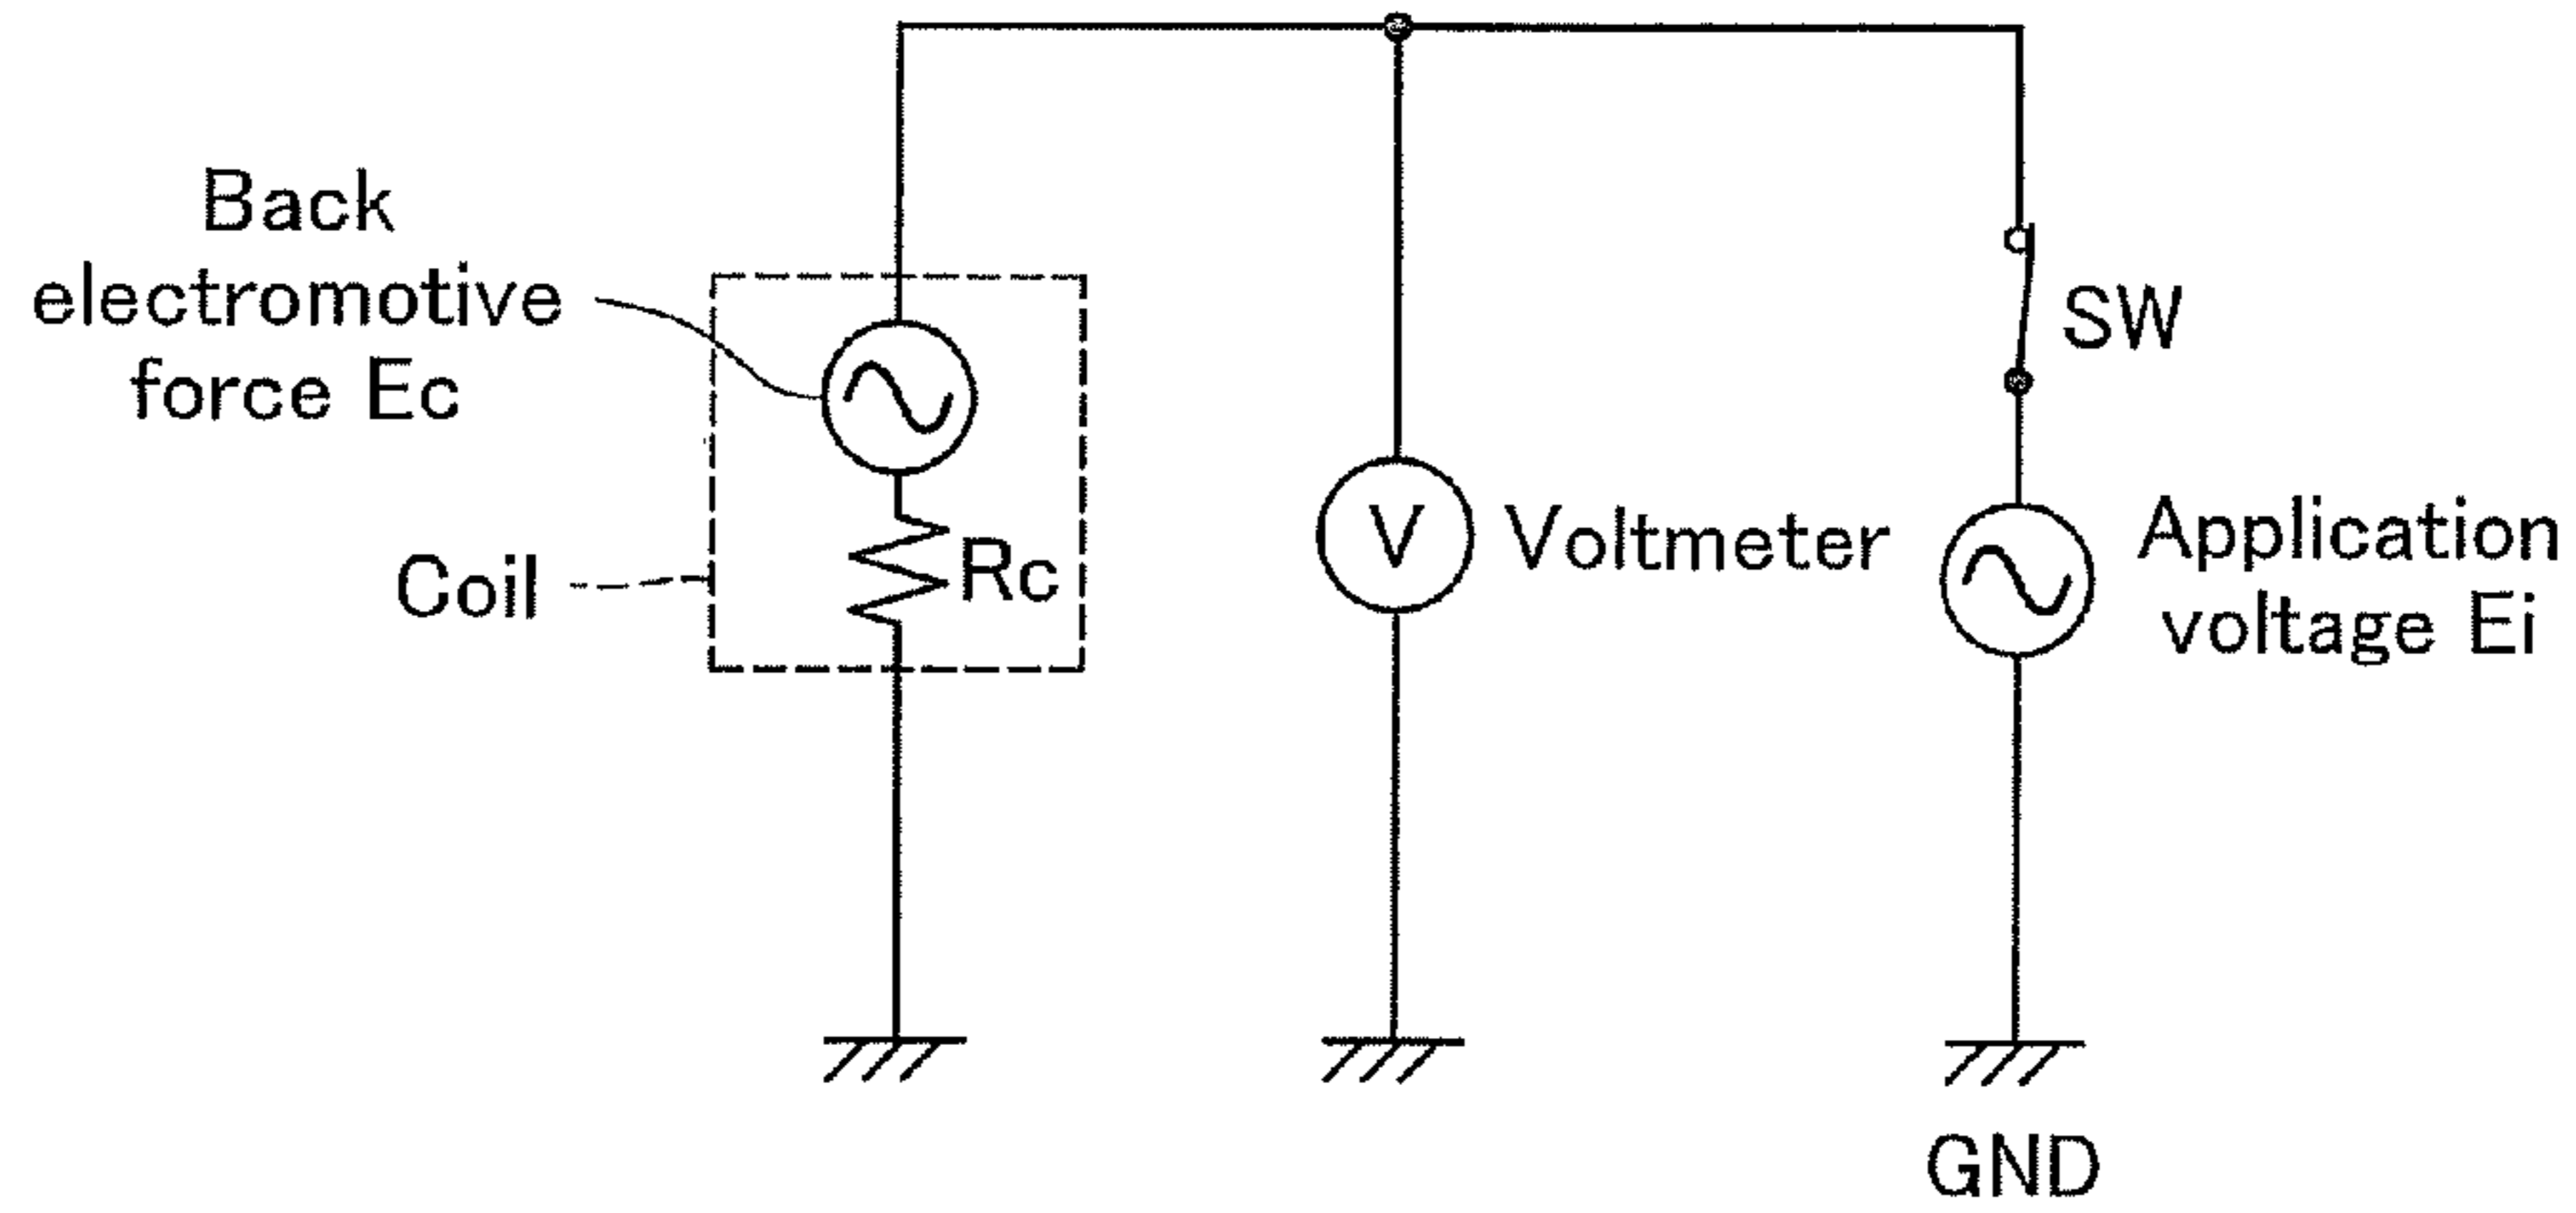 Back
electromotive
force Ec
Coil
Rc
V
Voltmeter
SW
Application
voltage Ei
GND